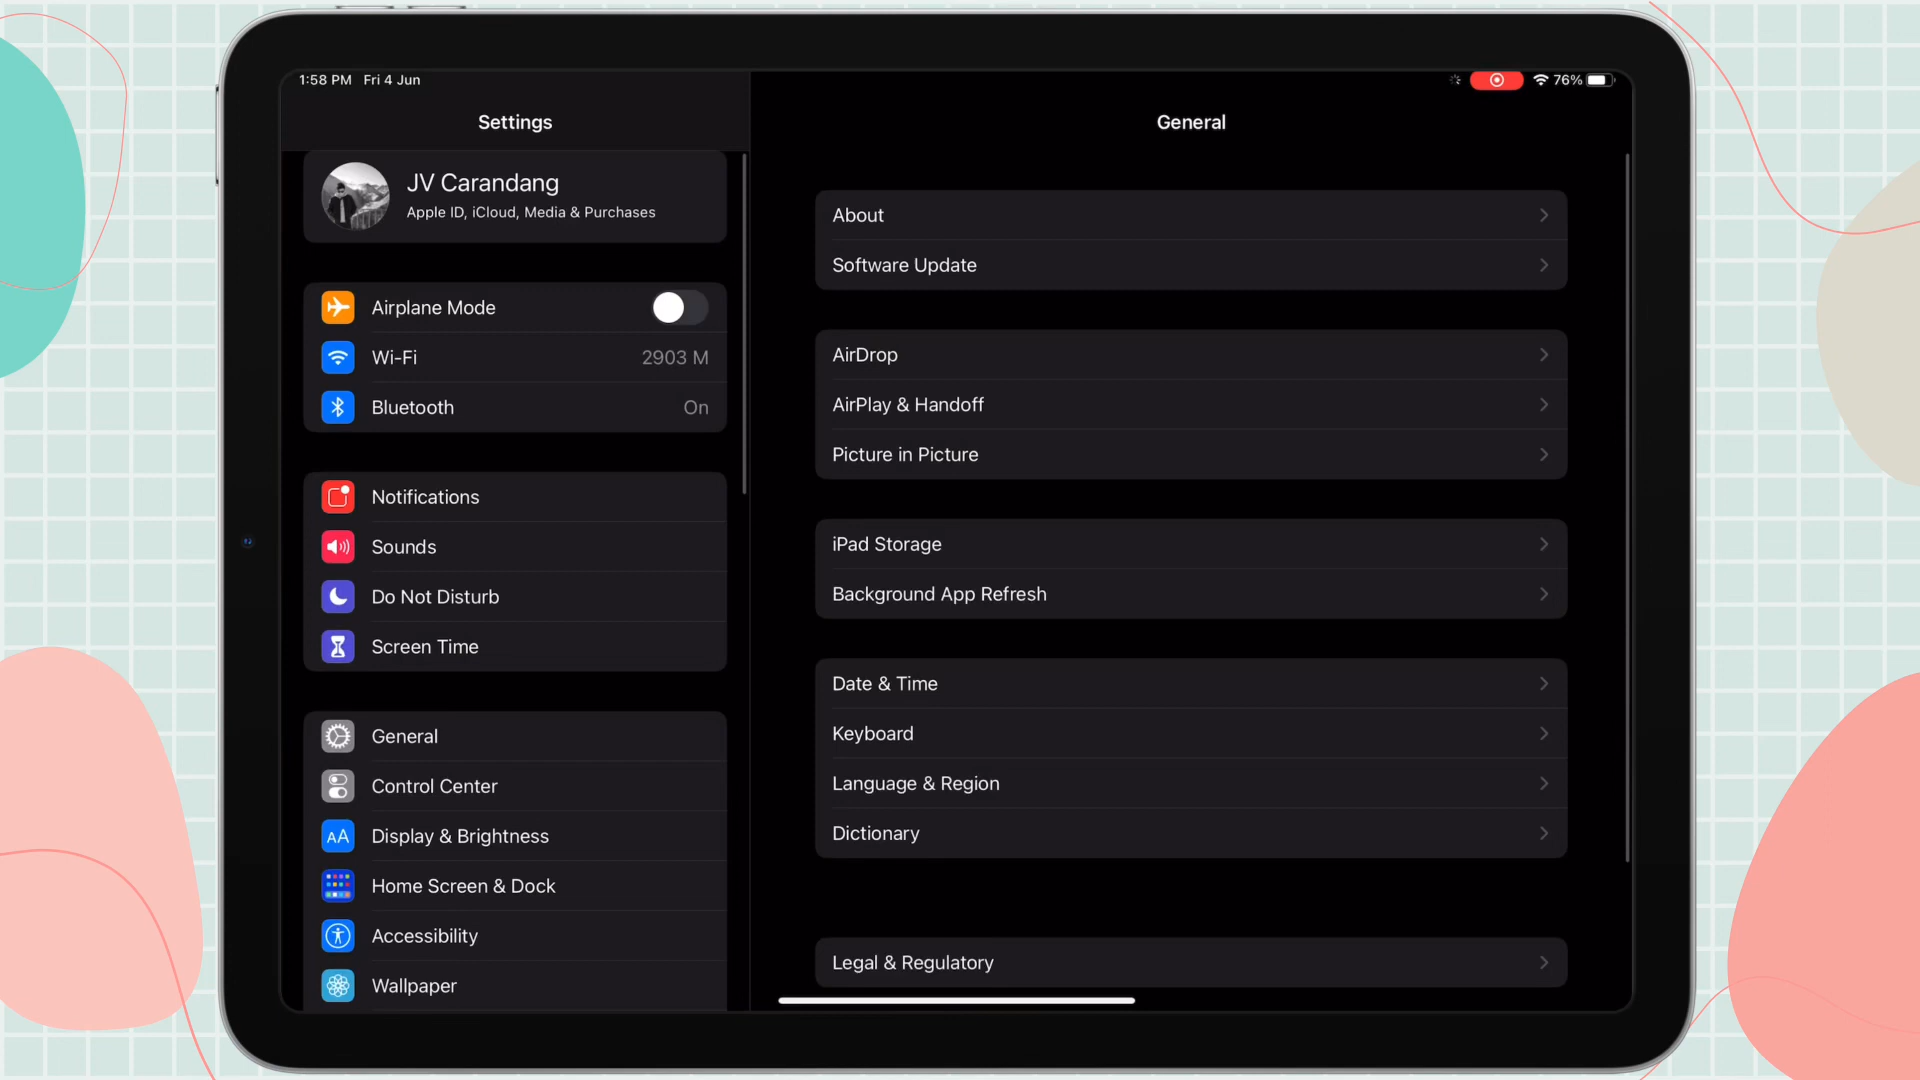 1:58 PM Fri 4 Jun
76%
Settings
JV Carandang
Apple ID, iCloud, Media & Purchases
Airplane Mode
Wi-Fi 2903 M
Bluetooth On
Notifications
Sounds
Do Not Disturb
Screen Time
General
Control Center
AA Display & Brightness
Home Screen & Dock
Accessibility
Wallpaper
General
About
Software Update
AirDrop
AirPlay & Handoff
Picture in Picture
iPad Storage
Background App Refresh
Date & Time
Keyboard
Language & Region
Dictionary
Legal & Regulatory